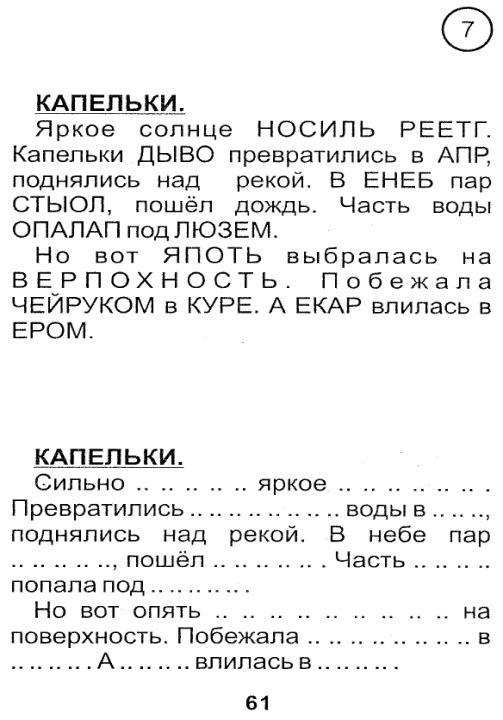 7
КАПЕЛЬКИ.
Яркое солнце НОСИЛЬ РЕЕТГ.
Капельки ДЫВО превратились в АПР,
поднялись над рекой. В ЕНЕБ пар
СТЫОЛ, пошёл дождь. Часть воды
ОПАЛАП под ЛЮЗЕМ.
Но вот ЯПОТЬ выбралась на
ВЕРПОХНОСТЬ. Побежала
ЧЕЙРУКОМ в КУРЕ. А ЕКАР влилась в
ЕРОМ.
КАПЕЛЬКИ.
Сильно .. .. .. .. яркое .. .. .. .. .. .. .
Превратились .. .. .. .. .. .. .. .. воды в .. .. ..,
поднялись над рекой. В небе пар
.. .. .. .. .., пошёл .. .. .. .. .. . Часть .. .. .. ..
попала под .. .. .. .. .. .
Но вот опять .. .. .. .. .. .. .. .. .. на
поверхность. Побежала .. .. .. .. .. .. .. .. в
.. .. .. .. . А .. .. .. .. влилась в .. .. .. .. .
61